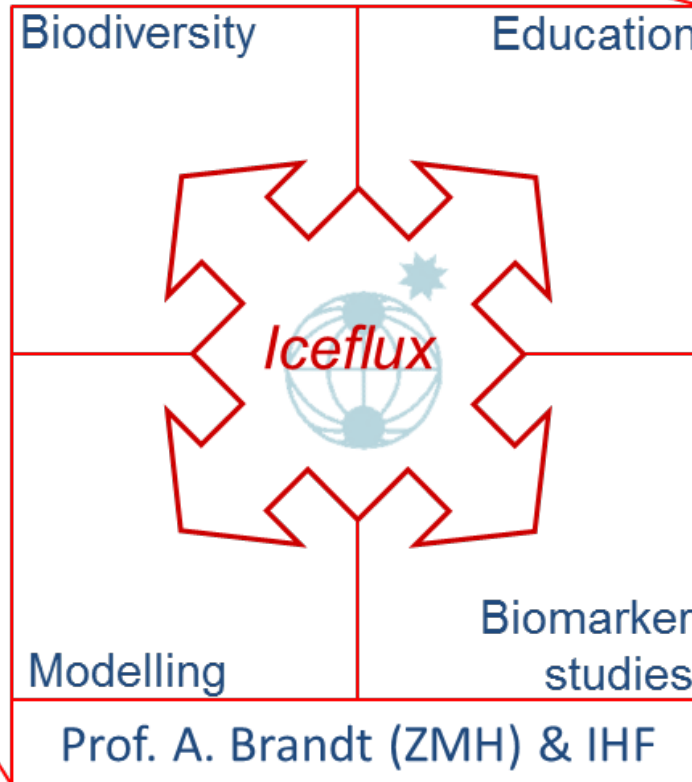 Biodiversity
Education
Iceflux
Modelling
Biomarker
studies
Prof. A. Brandt (ZMH) & IHF